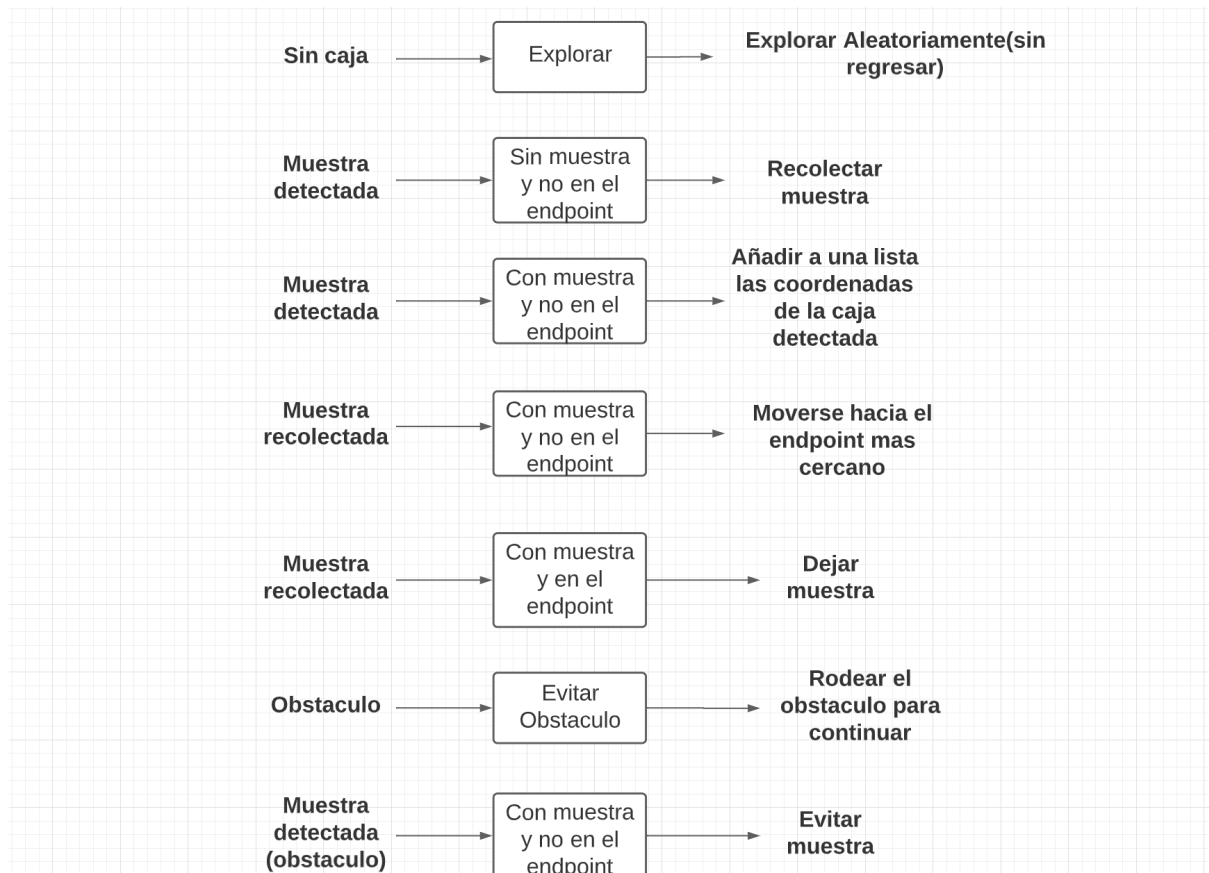 Sin caja
Explorar
Explorar Aleatoriamente(sin
regresar)
Muestra
detectada
Sin muestra
y no en el
endpoint
Recolectar
muestra
Muestra
detectada
Con muestra
y no en el
endpoint
Añadir a una lista
las coordenadas
de la caja
detectada
Muestra
recolectada
Con muestra
y no en el
endpoint
Moverse hacia el
endpoint mas
cercano
Muestra
recolectada
Con muestra
y en el
endpoint
Dejar
muestra
Obstaculo
Evitar
Obstaculo
Rodear el
obstaculo para
continuar
Muestra
detectada
(obstaculo)
Con muestra
y no en el
endpoint
Evitar
muestra